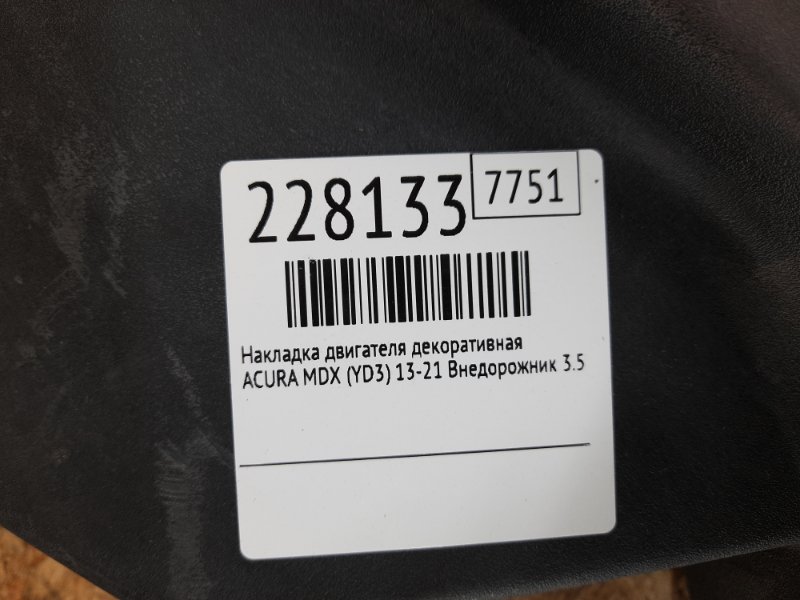 228133
7751
Накладка двигателя декоративная
ACURA MDX (YD3) 13-21 Внедорожник 3.5